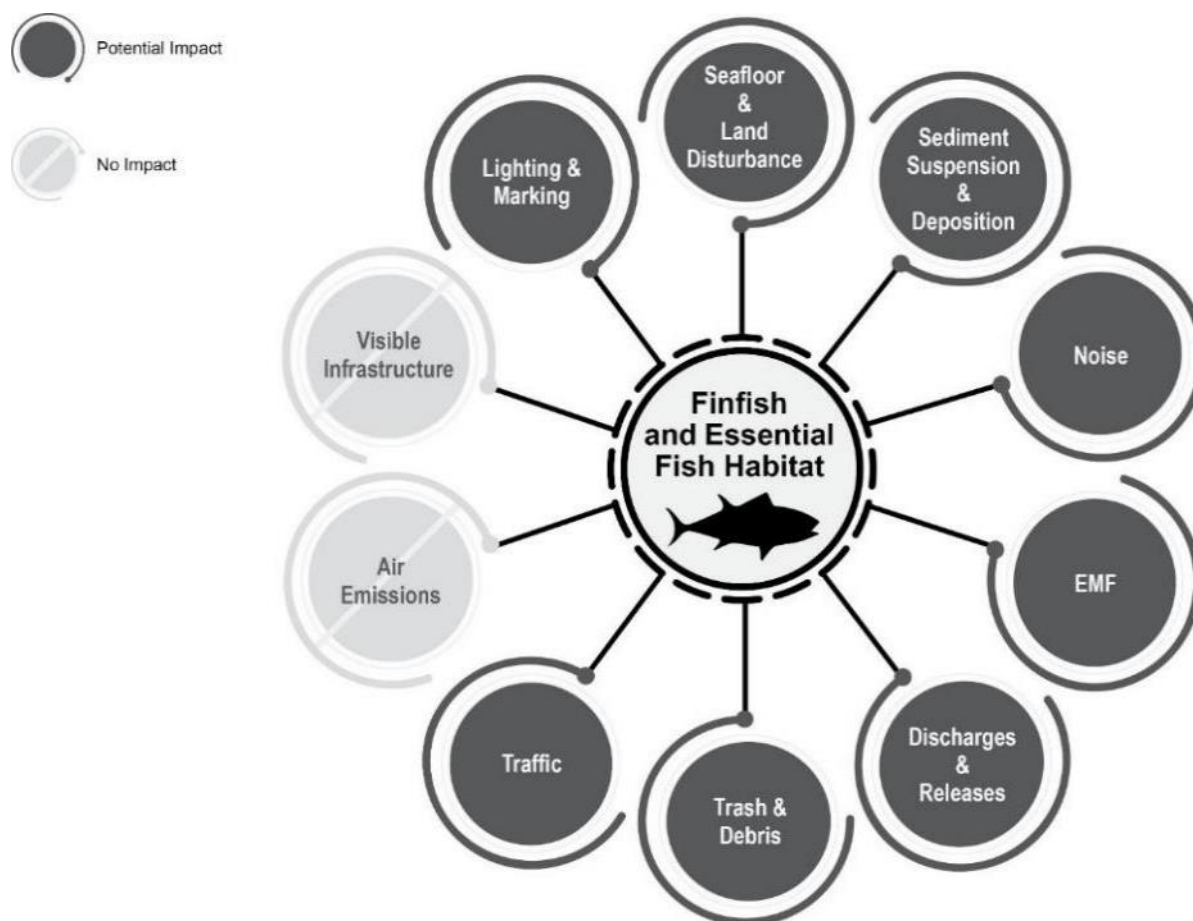 Potential Impact
No Impact
Seafloor
&
Land
Disturbance
Sediment
Suspension
&
Deposition
Noise
EMF
Discharges
&
Releases
Trash &
Debris
Traffic
Air
Emissions
Visible
Infrastructure
Lighting &
Marking
Finfish
and Essential
Fish Habitat